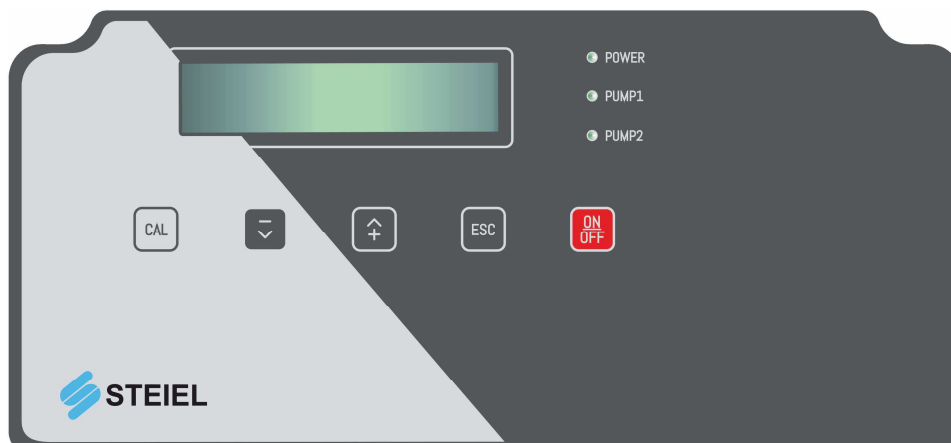 POWER
PUMP1
PUMP2
CAL
ESC
ON
OFF
STEIEL